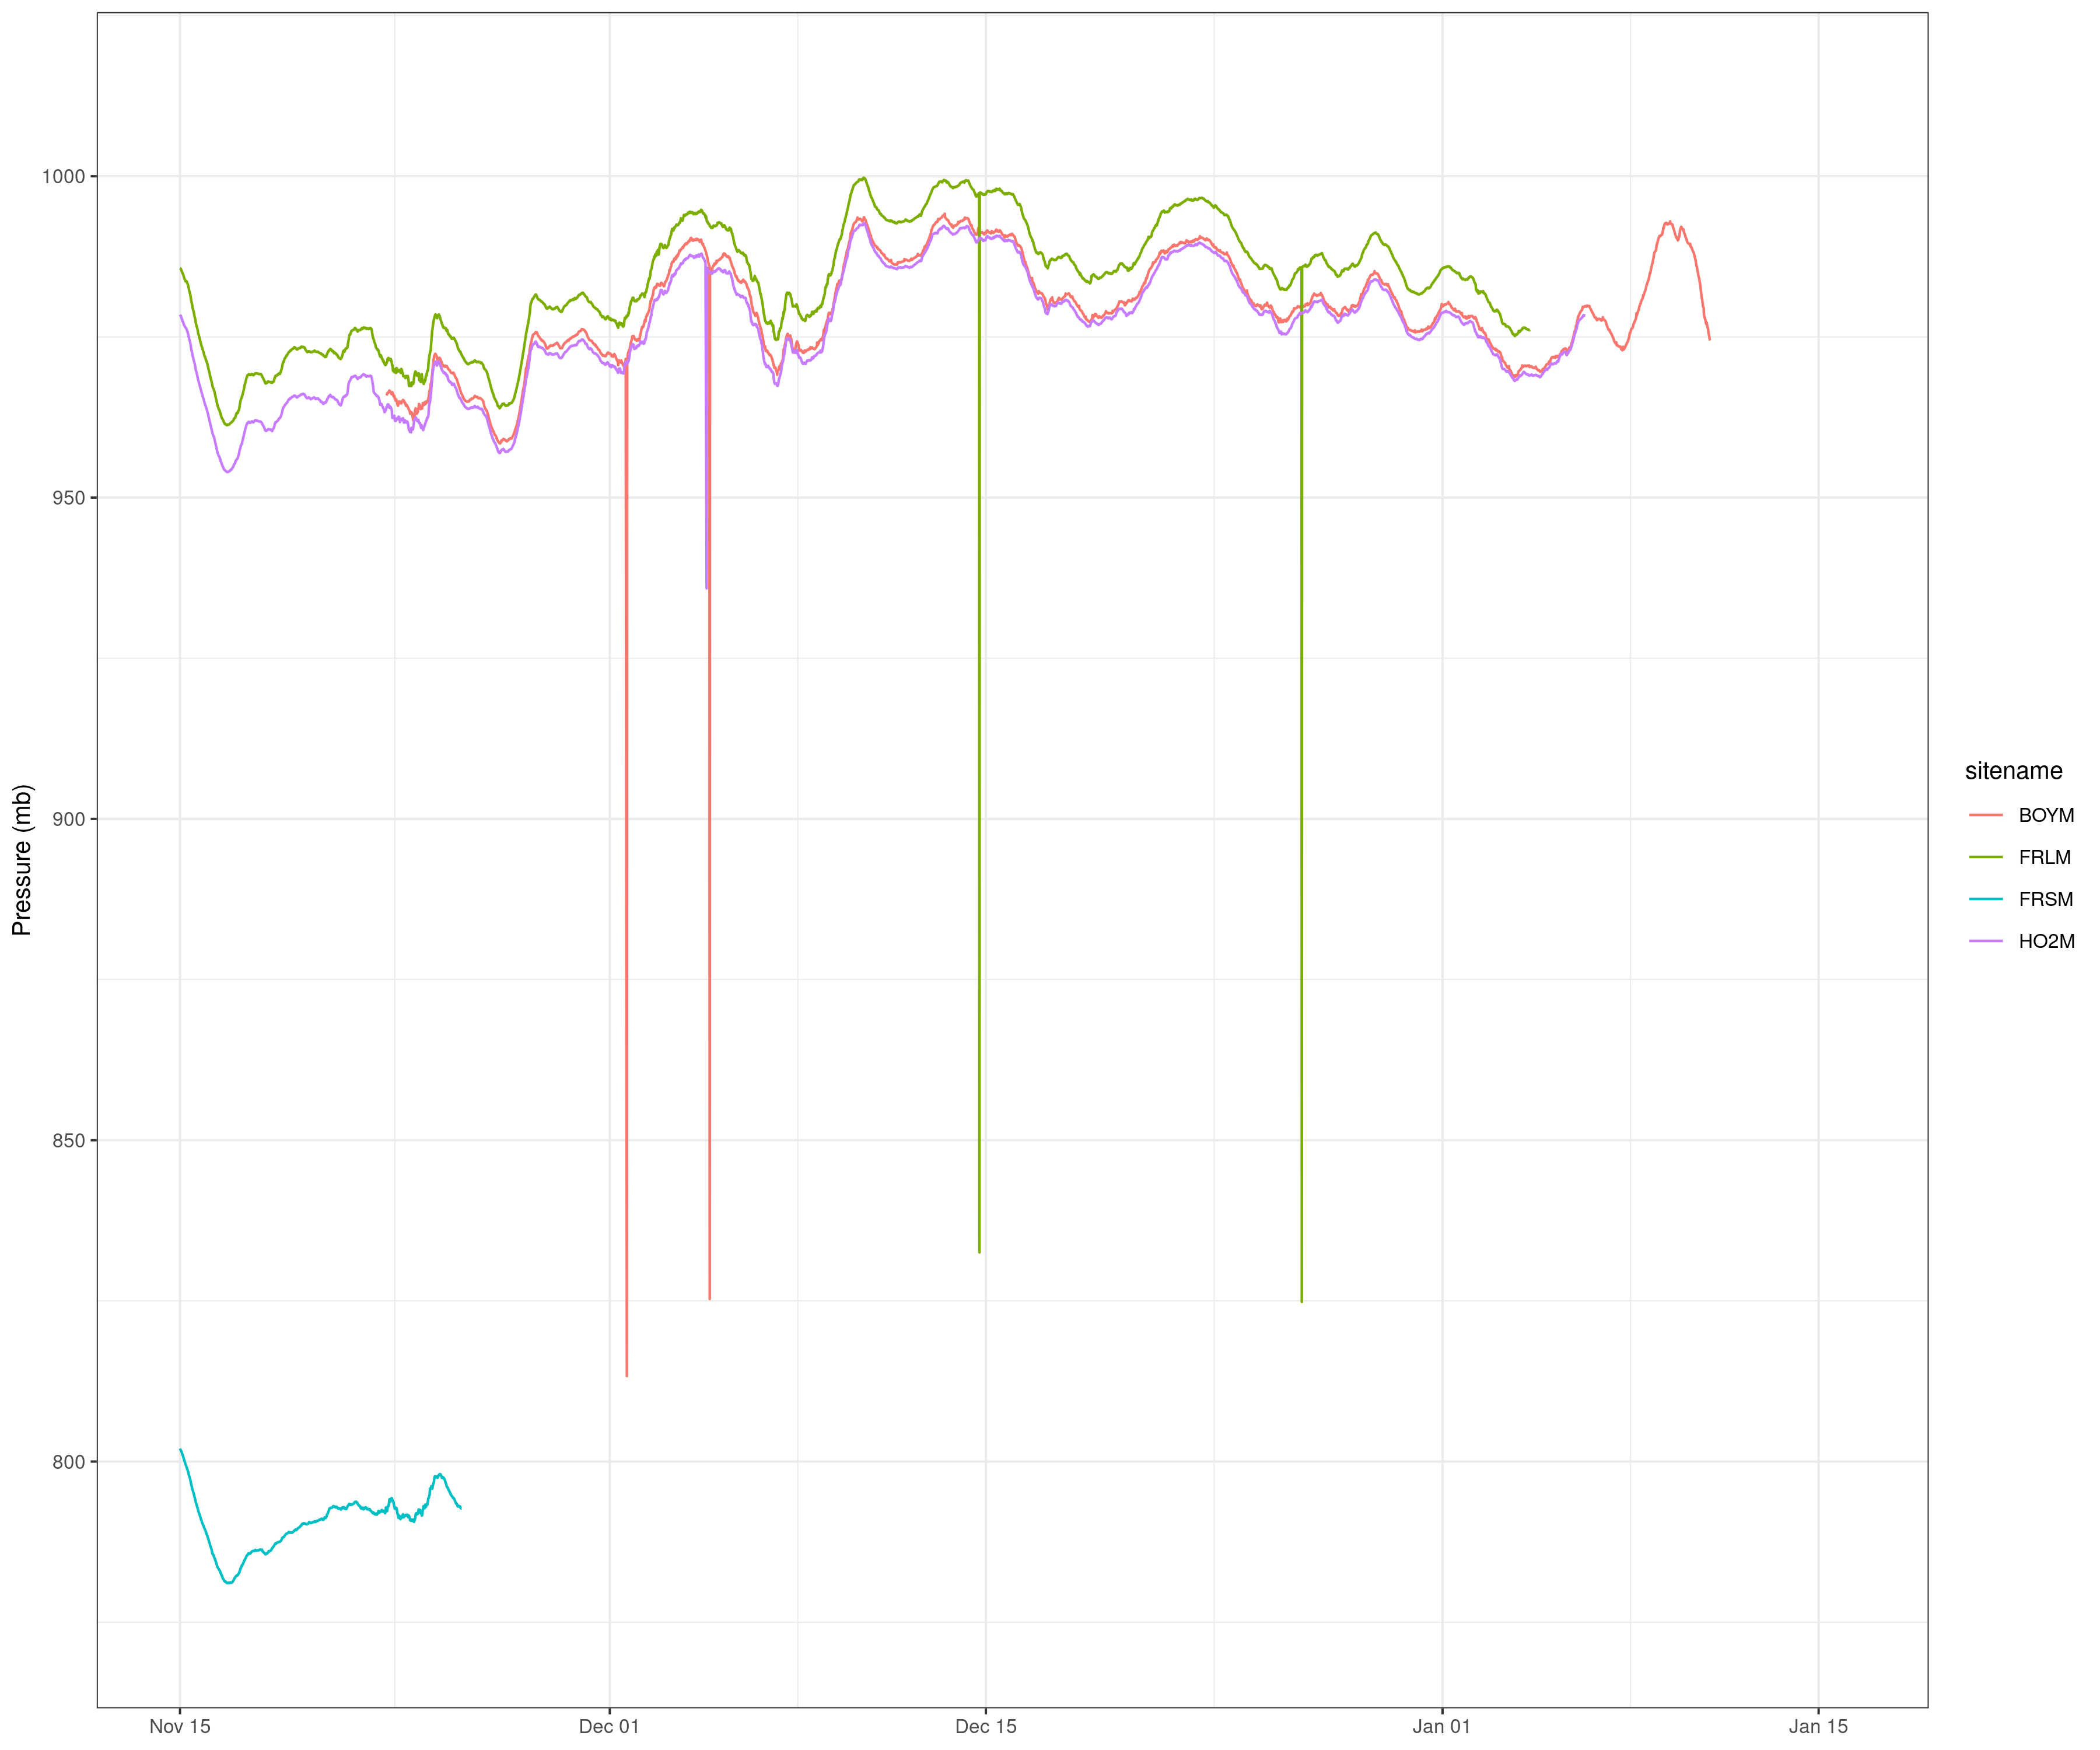 1000
950
900
850
800
Pressure (mb)
Nov 15
Dec 01
Dec 15
Jan 01
Jan 15
sitename
BOYM
FRLM
FRSM
HO2M